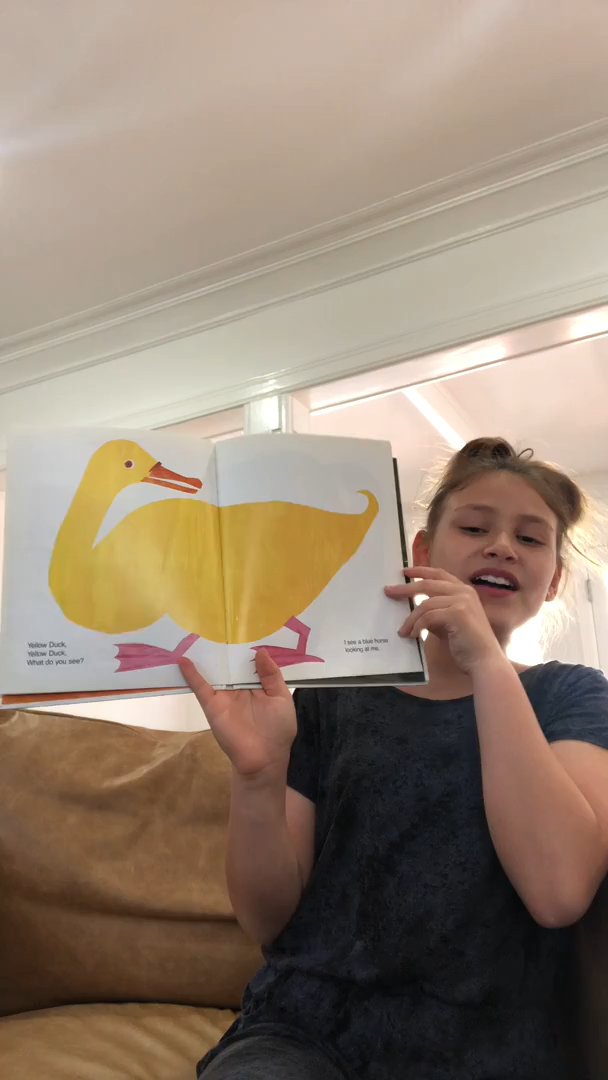 Yellow Duck,
Yellow Duck,
What do you see?
I see a blue horse
looking at me.